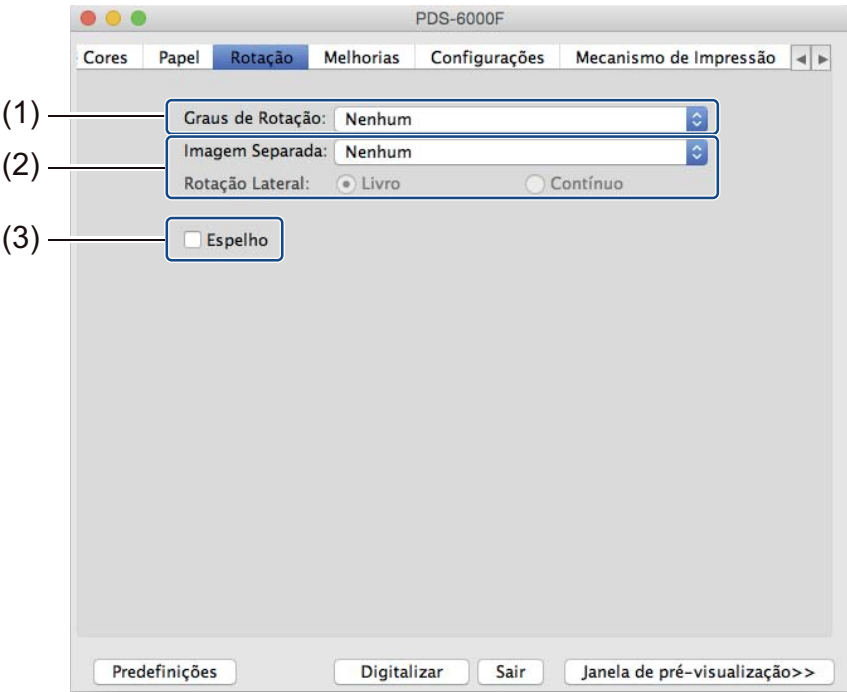 PDS-6000F
Cores Papel Rotação Melhorias Configurações Mecanismo de Impressão
(1) Graus de Rotação: Nenhum
(2) Imagem Separada: Nenhum
Rotação Lateral: Livro Contínuo
(3) Espelho
Predefinições Digitalizar Sair Janela de pré-visualização>>